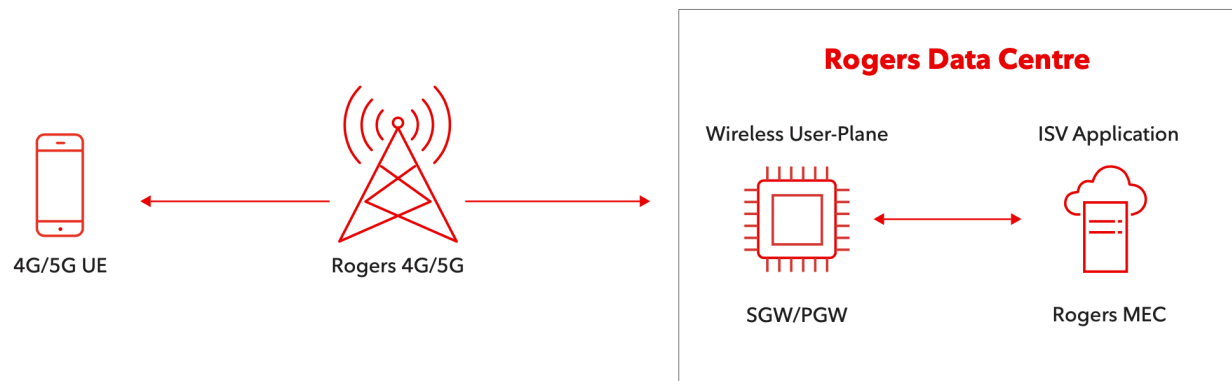 Rogers Data Centre
Wireless User-Plane
ISV Application
4G/5G UE
Rogers 4G/5G
SGW/PGW
Rogers MEC